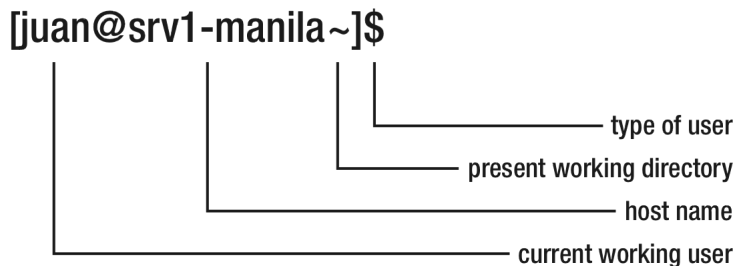 [juan@srv1-manila ~]$
type of user
present working directory
host name
current working user